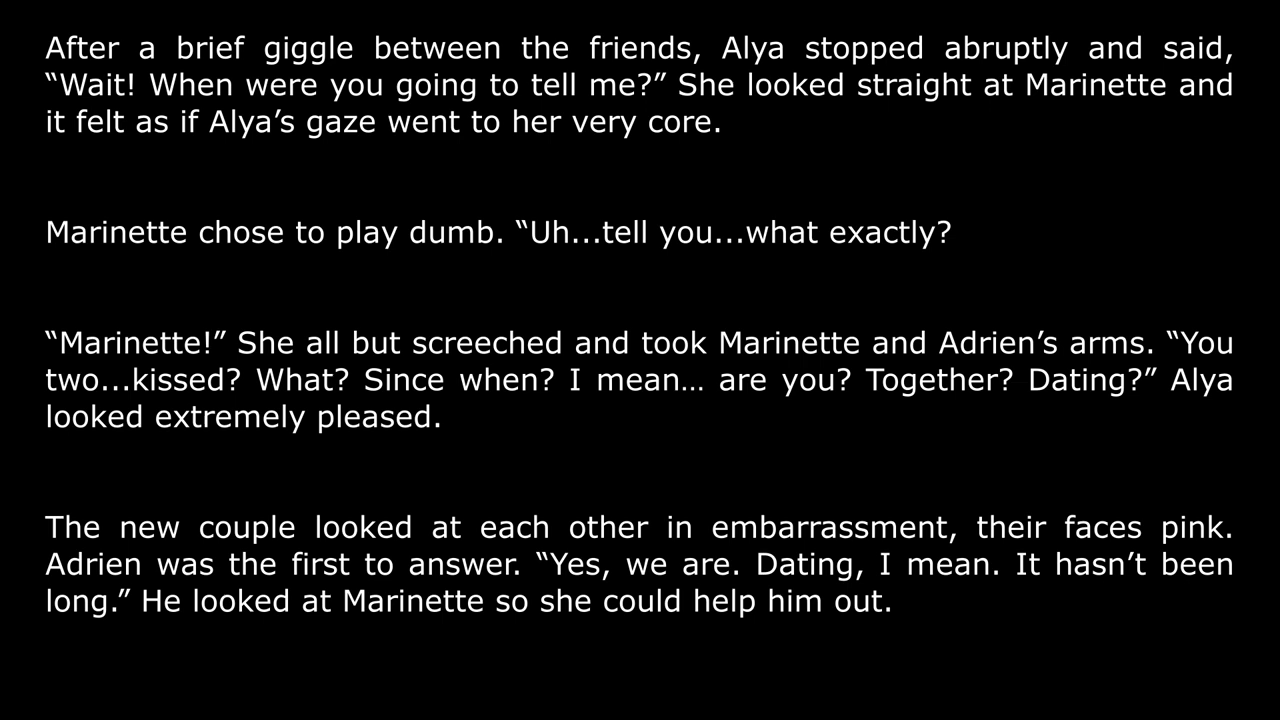 After a brief giggle between the friends, Alya stopped abruptly and said,
“Wait! When were you going to tell me?” She looked straight at Marinette and
it felt as if Alya’s gaze went to her very core.
Marinette chose to play dumb. “Uh...tell you...what exactly?
“Marinette!” She all but screeched and took Marinette and Adrien’s arms. “You
two...kissed? What? Since when? I mean… are you? Together? Dating?” Alya
looked extremely pleased.
The new couple looked at each other in embarrassment, their faces pink.
Adrien was the first to answer. “Yes, we are. Dating, I mean. It hasn’t been
long.” He looked at Marinette so she could help him out.